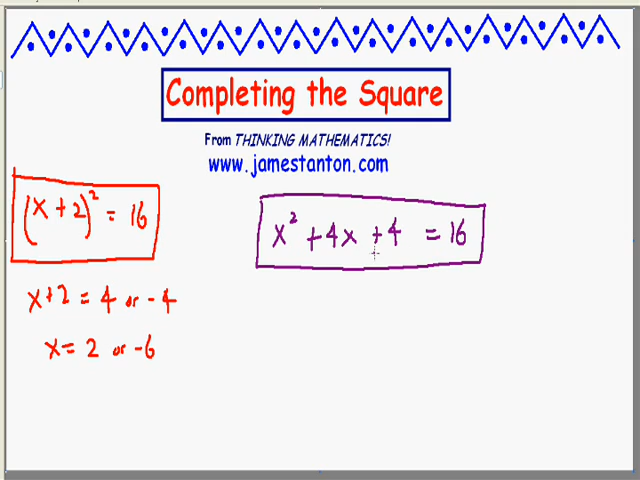 Completing the Square
From THINKING MATHEMATICS!
www.jamestanton.com
(x + 2)² = 16
x² + 4x + 4 = 16
x+2 = 4 or -4
x = 2 or -6